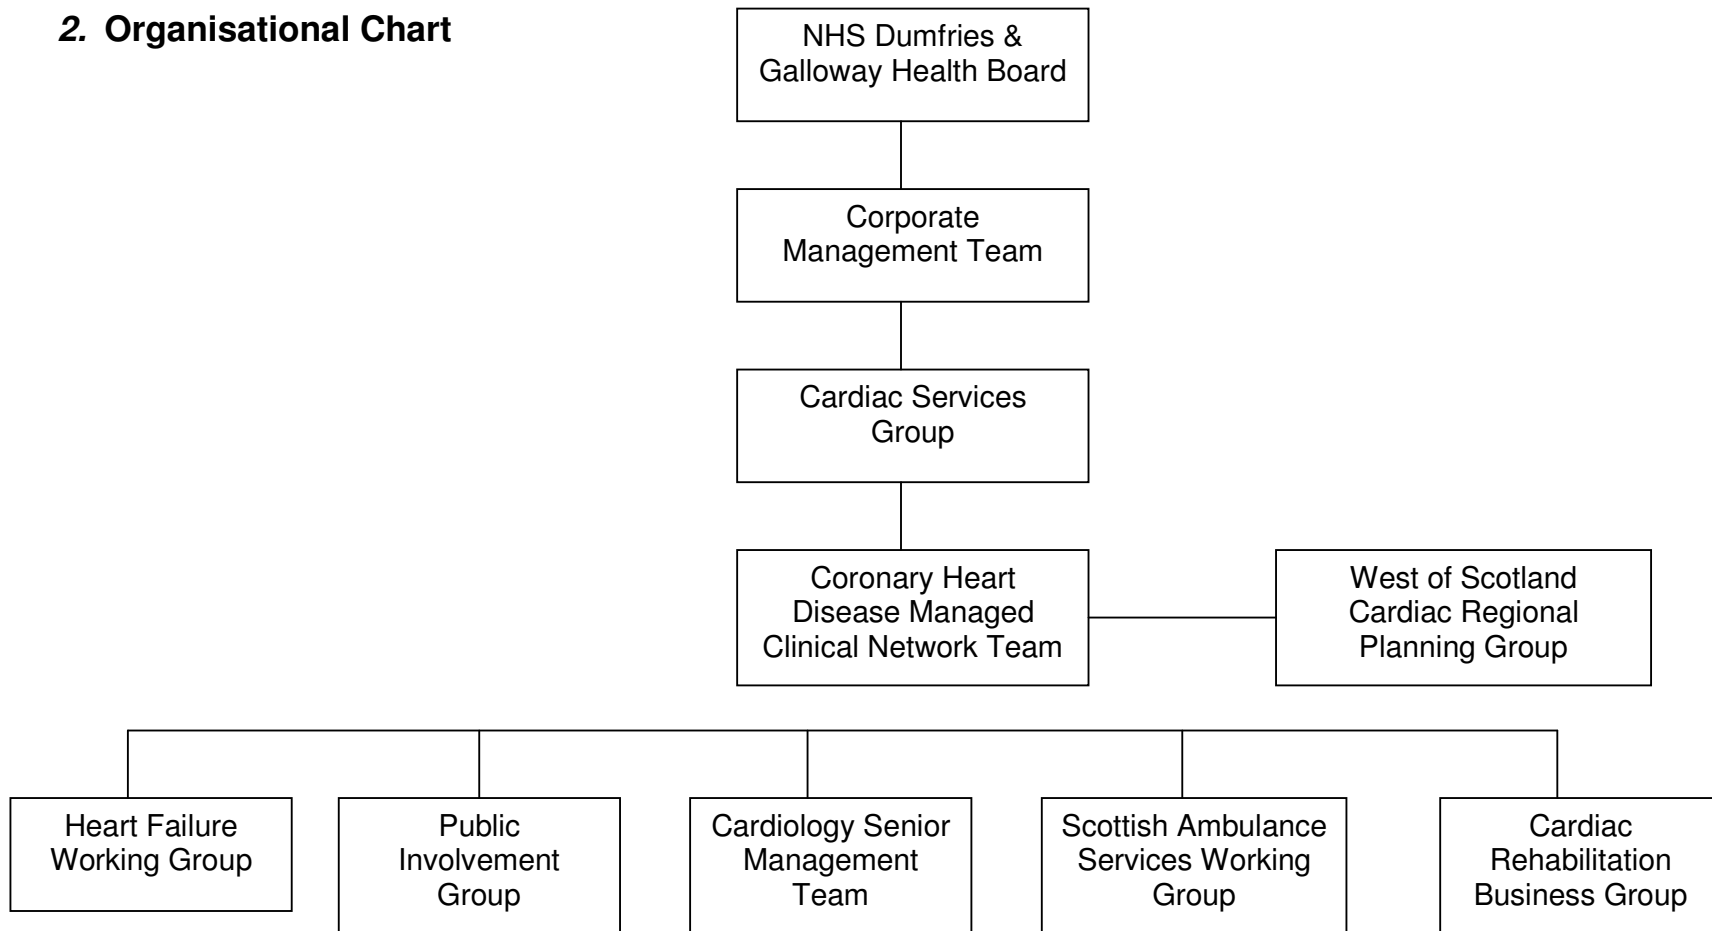 2. Organisational Chart
NHS Dumfries &
Galloway Health Board
Corporate
Management Team
Cardiac Services
Group
Coronary Heart
Disease Managed
Clinical Network Team
West of Scotland
Cardiac Regional
Planning Group
Heart Failure
Working Group
Public
Involvement
Group
Cardiology Senior
Management
Team
Scottish Ambulance
Services Working
Group
Cardiac
Rehabilitation
Business Group